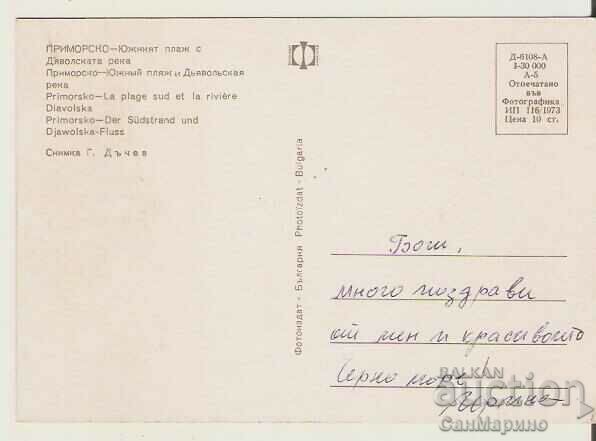 ПРИМОРСКО—Южният плаж с
Дяволската река
Приморско—Южный пляж и Дьявольская
река
Primorsko—La plage sud et la rivière
Diavolska
Primorsko—Der Südstrand und
Djawolska-Fluss
Снимка Г. Дъчев
Фотоиздат - България Photoizdat - Bulgaria
Д-6108-А
I-30 000
А-5
Отпечатано
във
Фотографика
ИП 116/1973
Цена 10 ст.
много поздрави
от мен и красивото
Черно море
BALKAN
auction
СанМарино